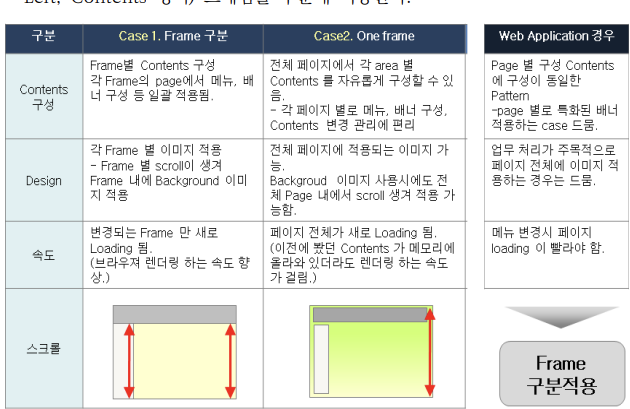 구분
Case 1. Frame 구분
Case2. One frame
Web Application 경우
Contents
구성
Frame별 Contents 구성
각 Frame의 page에서 메뉴, 배
너 구성 등 일괄 적용됨.
전체 페이지에서 각 area 별
Contents 를 자유롭게 구성할 수 있
음.
- 각 페이지 별로 메뉴, 배너 구성,
Contents 변경 관리에 편리
Page 별 구성 Contents
에 구성이 동일한
Pattern
-page 별로 특화된 배너
적용하는 case 드뭄.
Design
각 Frame 별 이미지 적용
- Frame 별 scroll이 생겨
Frame 내에 Background 이미
지 적용
전체 페이지에 적용되는 이미지 가
능.
Backgroud 이미지 사용시에도 전
체 Page 내에서 scroll 생겨 적용 가
능함.
업무 처리가 주목적으로
페이지 전체에 이미지 적
용하는 경우는 드뭄.
속도
변경되는 Frame 만 새로
Loading 됨.
(브라우져 렌더링 하는 속도 향
상.)
페이지 전체가 새로 Loading 됨.
(이전에 봤던 Contents 가 메모리에
올라와 있더라도 렌더링 하는 속도
가 걸림.)
메뉴 변경시 페이지
loading 이 빨라야 함.
스크롤
Frame
구분적용